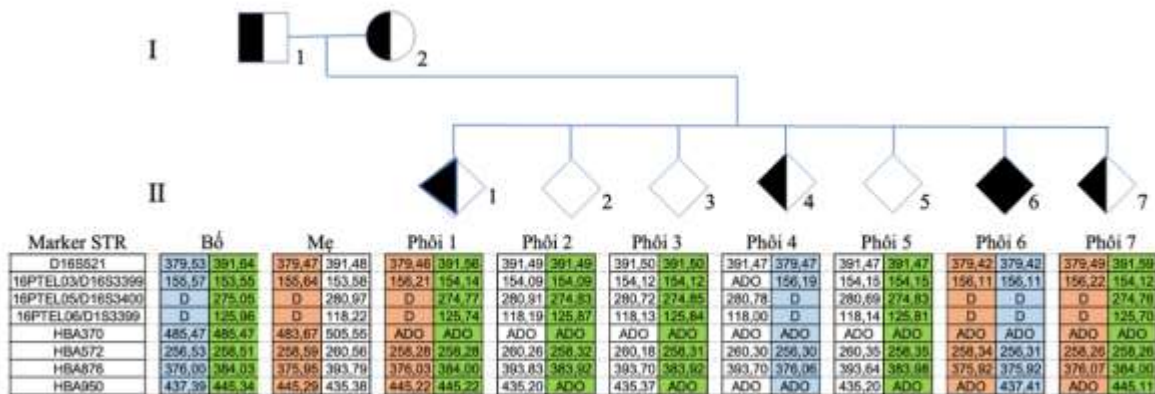 I
1
2
II
1
2
3
4
5
6
7
Marker STR Bố Mẹ Phôi 1 Phôi 2 Phôi 3 Phôi 4 Phôi 5 Phôi 6 Phôi 7
D16S521 379,53 391,64 379,47 391,48 379,46 391,56 391,49 391,49 391,50 391,50 391,47 379,47 391,47 391,47 379,42 379,42 379,49 391,59
16PTEL03/D16S3399 155,57 153,55 155,64 153,58 156,21 154,14 154,09 154,09 154,12 154,12 ADO 156,19 154,15 154,15 156,11 156,11 156,22 154,12
16PTEL05/D16S3400 D 275,05 D 280,97 D 274,77 280,91 274,83 280,72 274,85 280,78 D 280,69 274,83 D D D 274,76
16PTEL06/D1S3399 D 125,96 D 118,22 D 125,74 118,19 125,87 118,13 125,84 118,00 D 118,14 125,81 D D D 125,70
HBA370 485,47 485,47 483,67 505,55 ADO ADO ADO ADO ADO ADO ADO ADO ADO ADO ADO ADO ADO ADO
HBA572 256,53 258,51 258,59 260,56 258,28 258,28 260,26 258,32 260,18 258,31 260,30 256,30 260,35 258,35 258,34 256,31 258,26 258,26
HBA876 376,00 384,03 375,95 393,79 376,03 384,00 393,83 383,92 393,70 383,92 393,70 376,06 393,64 383,98 375,92 375,92 376,07 384,00
HBA950 437,39 445,34 445,29 435,38 445,22 445,22 435,20 ADO 435,37 ADO ADO ADO 435,20 ADO ADO 437,41 ADO 445,11